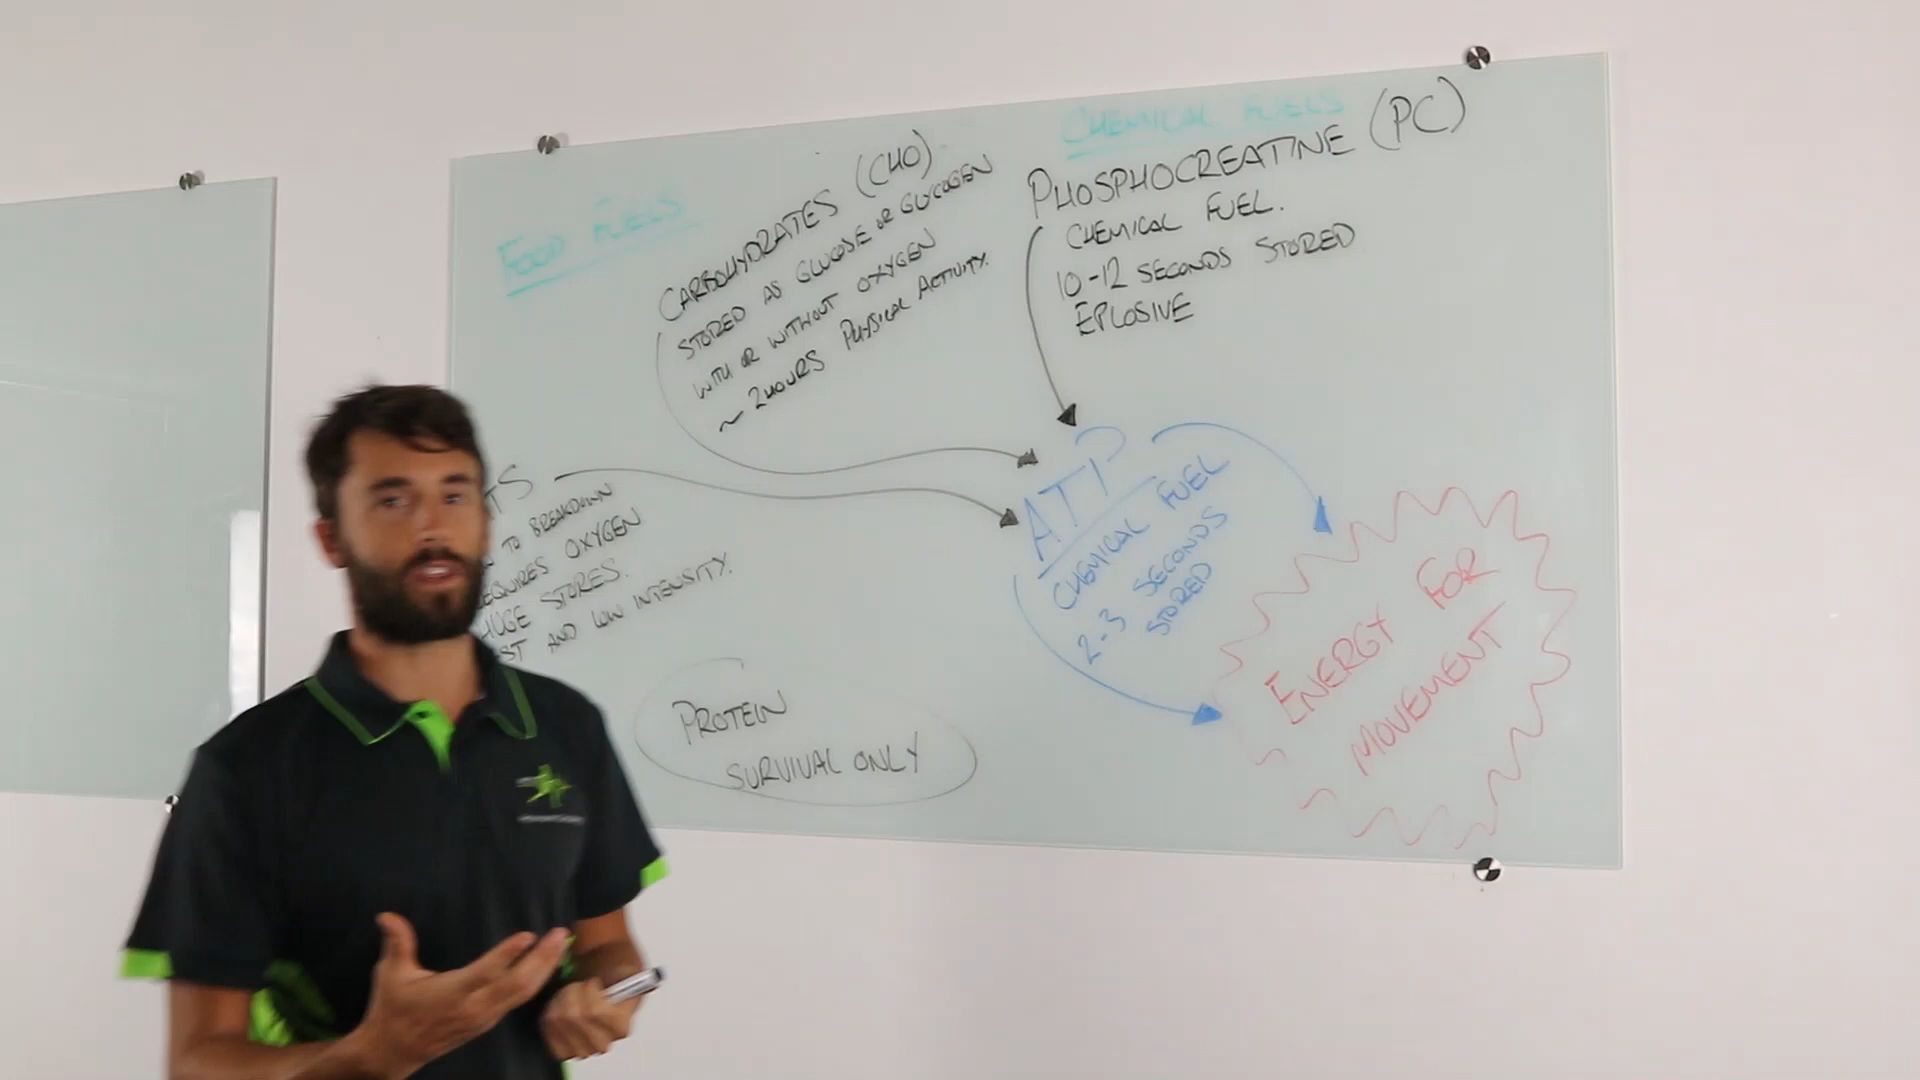 FOOD FUELS
CARBOHYDRATES (CHO)
STORED AS GLUCOSE OR GLYCOGEN
WITH OR WITHOUT OXYGEN
~ 2HOURS PHYSICAL ACTIVITY.
TS
TO BREAKDOWN
EQUIRES OXYGEN
HUGE STORES.
ST AND LOW INTENSITY.
PROTEIN
SURVIVAL ONLY
CHEMICAL FUELS
PHOSPHOCREATINE (PC)
CHEMICAL FUEL.
10-12 SECONDS STORED
EPLOSIVE
ATP
CHEMICAL FUEL
2-3 SECONDS
STORED
ENERGY FOR
MOVEMENT